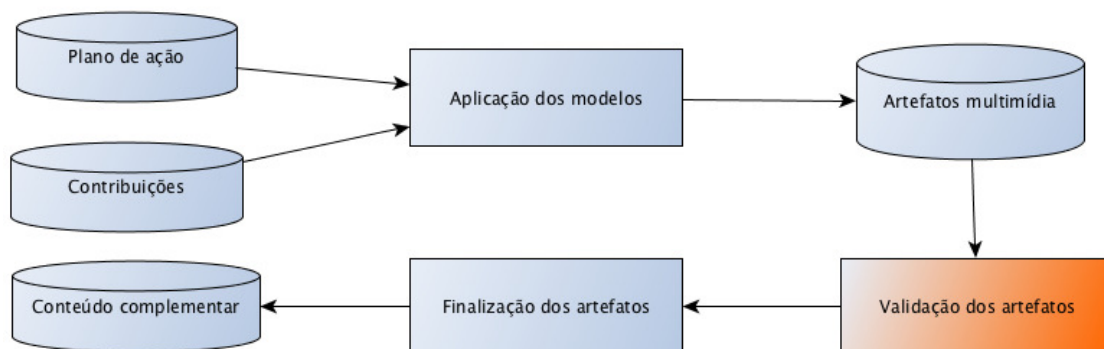 Plano de ação
Contribuições
Aplicação dos modelos
Artefatos multimídia
Validação dos artefatos
Finalização dos artefatos
Conteúdo complementar